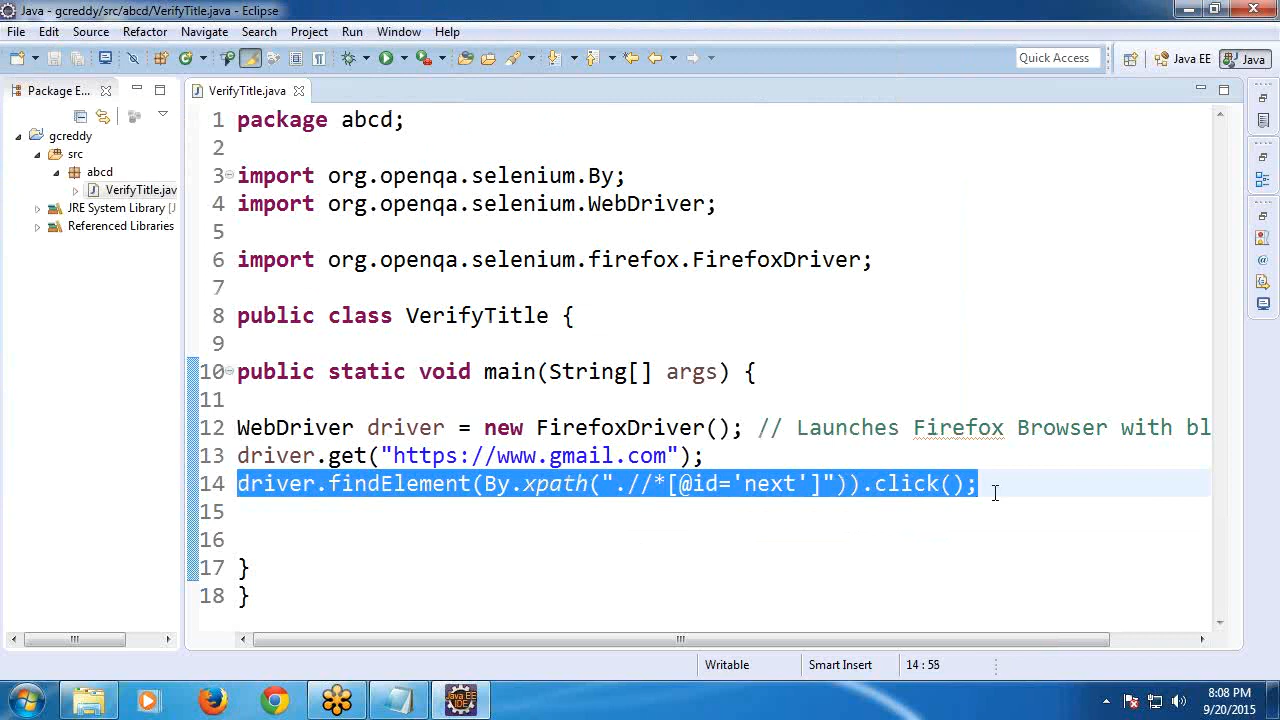 Java - gcreddy/src/abcd/VerifyTitle.java - Eclipse
File Edit Source Refactor Navigate Search Project Run Window Help
Quick Access Java EE Java
Package E... VerifyTitle.java
gcreddy
src
abcd
VerifyTitle.jav
JRE System Library [J
Referenced Libraries
1 package abcd;
2
3 import org.openqa.selenium.By;
4 import org.openqa.selenium.WebDriver;
5
6 import org.openqa.selenium.firefox.FirefoxDriver;
7
8 public class VerifyTitle {
9
10 public static void main(String[] args) {
11
12 WebDriver driver = new FirefoxDriver(); // Launches Firefox Browser with bl
13 driver.get("https://www.gmail.com");
14 driver.findElement(By.xpath(".//*[@id='next']")).click();
15
16
17 }
18 }
Writable Smart Insert 14 : 58
Java EE
IDE
8:08 PM
9/20/2015